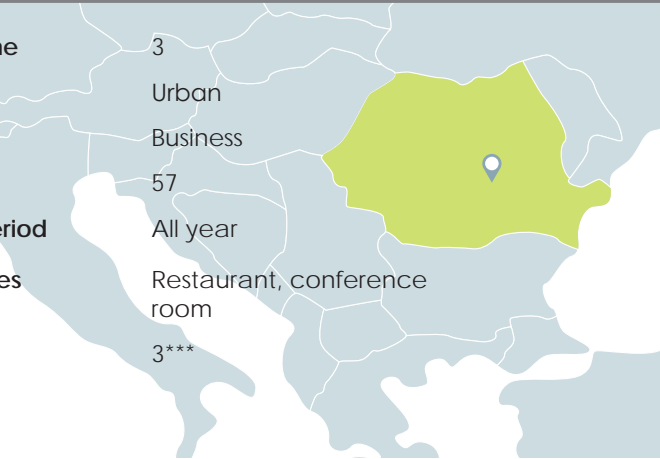 ne 3
Urban
Business
57
eriod All year
es Restaurant, conference
room
3***